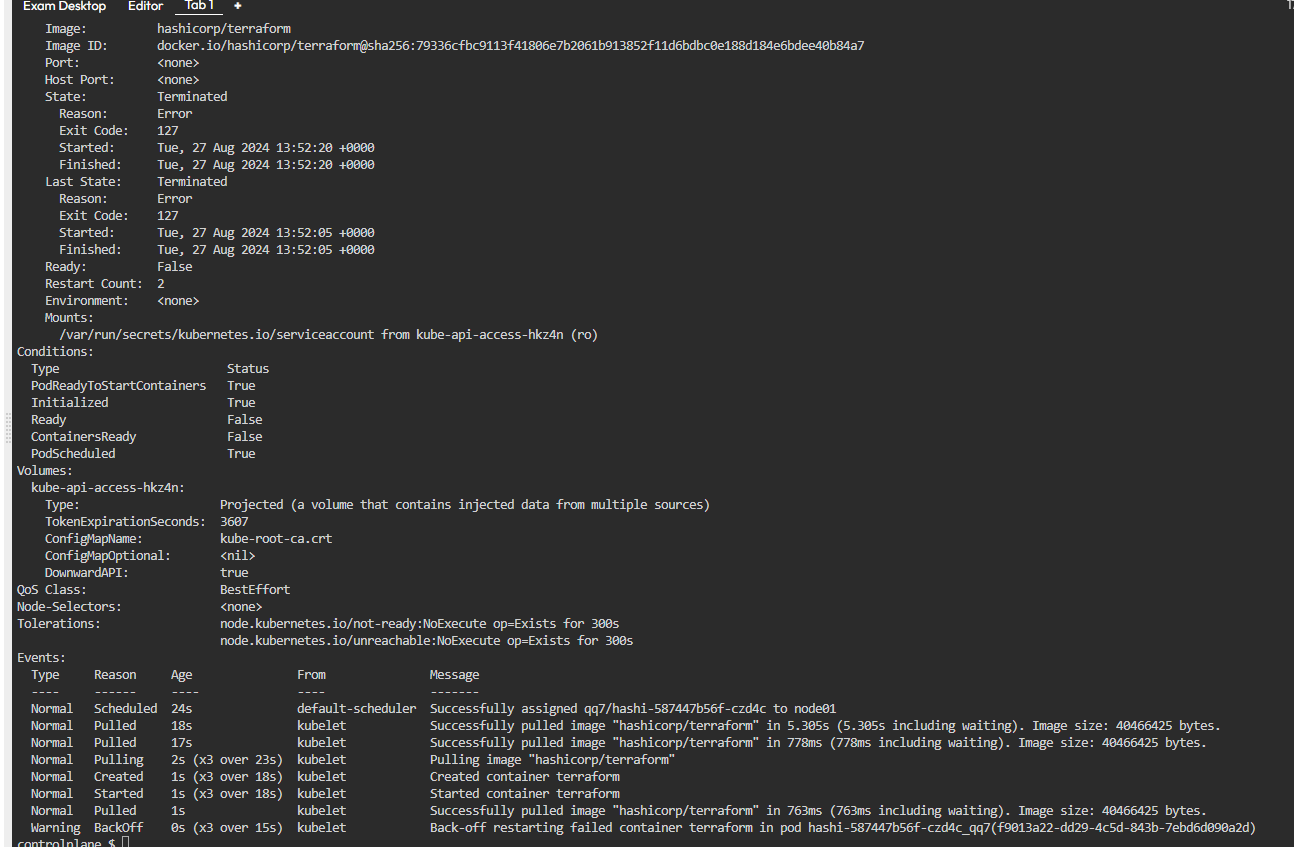 Exam Desktop Editor Tab 1 +
Image: hashicorp/terraform
Image ID: docker.io/hashicorp/terraform@sha256:79336cfbc9113f41806e7b2061b913852f11d6bdbc0e188d184e6bdee40b84a7
Port: <none>
Host Port: <none>
State: Terminated
Reason: Error
Exit Code: 127
Started: Tue, 27 Aug 2024 13:52:20 +0000
Finished: Tue, 27 Aug 2024 13:52:20 +0000
Last State: Terminated
Reason: Error
Exit Code: 127
Started: Tue, 27 Aug 2024 13:52:05 +0000
Finished: Tue, 27 Aug 2024 13:52:05 +0000
Ready: False
Restart Count: 2
Environment: <none>
Mounts:
/var/run/secrets/kubernetes.io/serviceaccount from kube-api-access-hkz4n (ro)
Conditions:
Type Status
PodReadyToStartContainers True
Initialized True
Ready False
ContainersReady False
PodScheduled True
Volumes:
kube-api-access-hkz4n:
Type: Projected (a volume that contains injected data from multiple sources)
TokenExpirationSeconds: 3607
ConfigMapName: kube-root-ca.crt
ConfigMapOptional: <nil>
DownwardAPI: true
QoS Class: BestEffort
Node-Selectors: <none>
Tolerations: node.kubernetes.io/not-ready:NoExecute op=Exists for 300s
node.kubernetes.io/unreachable:NoExecute op=Exists for 300s
Events:
Type Reason Age From Message
---- ------ ---- ---- -------
Normal Scheduled 24s default-scheduler Successfully assigned qq7/hashi-587447b56f-czd4c to node01
Normal Pulled 18s kubelet Successfully pulled image "hashicorp/terraform" in 5.305s (5.305s including waiting). Image size: 40466425 bytes.
Normal Pulled 17s kubelet Successfully pulled image "hashicorp/terraform" in 778ms (778ms including waiting). Image size: 40466425 bytes.
Normal Pulling 2s (x3 over 23s) kubelet Pulling image "hashicorp/terraform"
Normal Created 1s (x3 over 18s) kubelet Created container terraform
Normal Started 1s (x3 over 18s) kubelet Started container terraform
Normal Pulled 1s kubelet Successfully pulled image "hashicorp/terraform" in 763ms (763ms including waiting). Image size: 40466425 bytes.
Warning BackOff 0s (x3 over 15s) kubelet Back-off restarting failed container terraform in pod hashi-587447b56f-czd4c_qq7(f9013a22-dd29-4c5d-843b-7ebd6d090a2d)
controlplane $